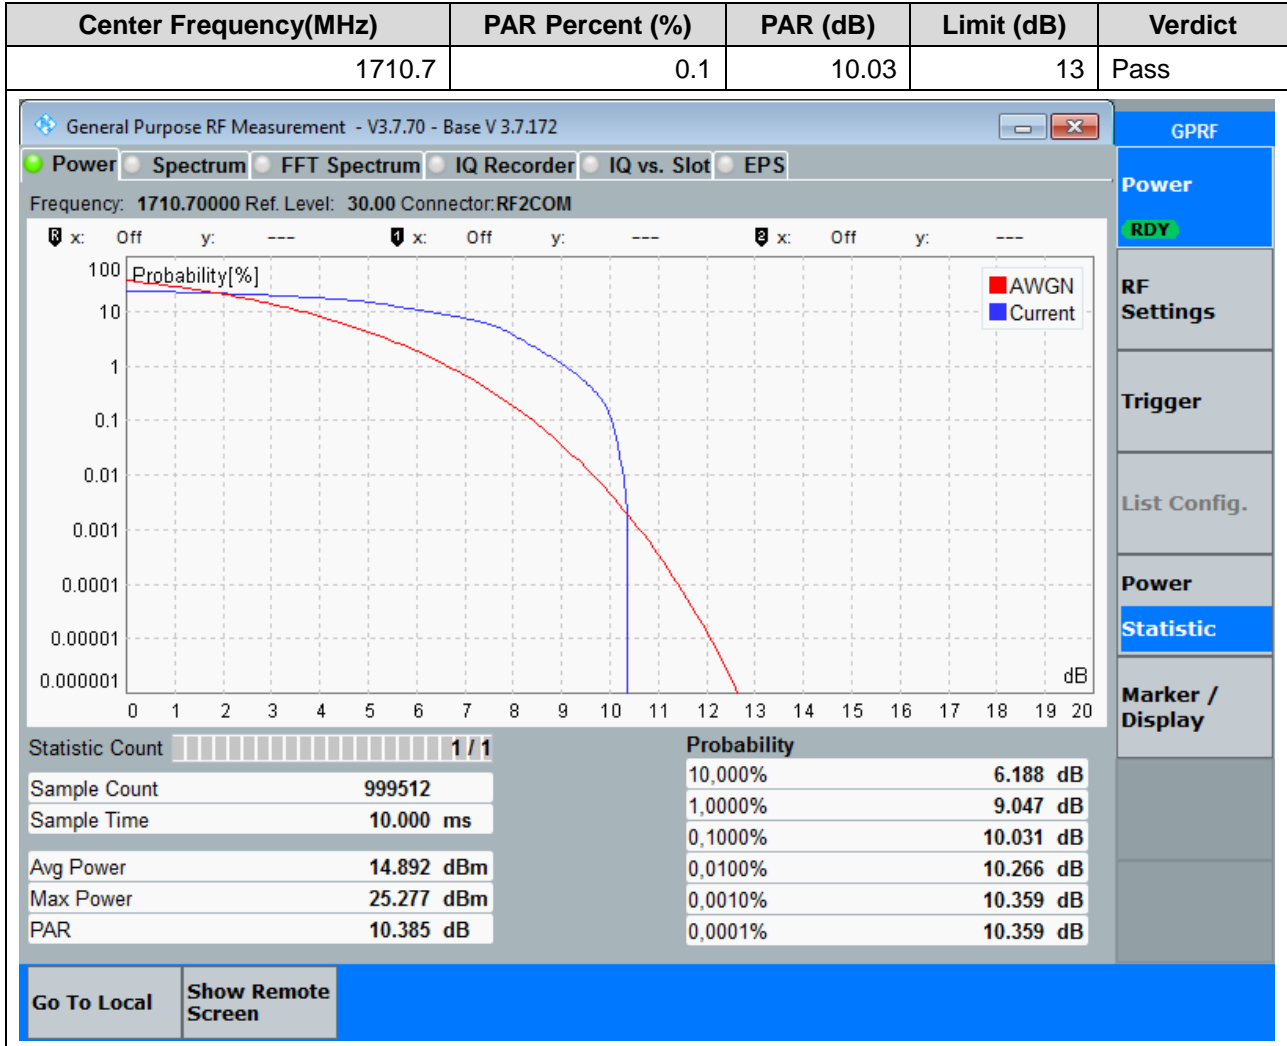 Center Frequency(MHz) PAR Percent (%) PAR (dB) Limit (dB) Verdict
1710.7 0.1 10.03 13 Pass
General Purpose RF Measurement - V3.7.70 - Base V 3.7.172
GPRF
Power Spectrum FFT Spectrum IQ Recorder IQ vs. Slot EPS
Frequency: 1710.70000 Ref. Level: 30.00 Connector: RF2COM
R x: Off y: --- 1 x: Off y: --- 2 x: Off y: ---
Probability[%]
AWGN
Current
100
10
1
0.1
0.01
0.001
0.0001
0.00001
0.000001
dB
0 1 2 3 4 5 6 7 8 9 10 11 12 13 14 15 16 17 18 19 20
Statistic Count 1 / 1
Sample Count 999512
Sample Time 10.000 ms
Avg Power 14.892 dBm
Max Power 25.277 dBm
PAR 10.385 dB
Probability
10,000% 6.188 dB
1,0000% 9.047 dB
0,1000% 10.031 dB
0,0100% 10.266 dB
0,0010% 10.359 dB
0,0001% 10.359 dB
Power
RDY
RF
Settings
Trigger
List Config.
Power
Statistic
Marker /
Display
Go To Local
Show Remote
Screen